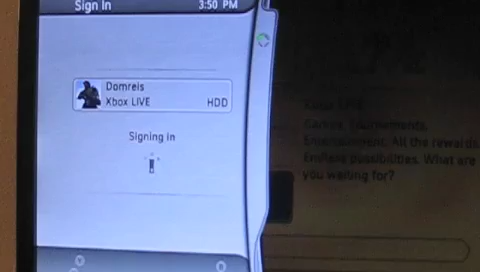 Sign In 3:50 PM
Domreis
Xbox LIVE HDD
Signing in
Xbox LIVE
Games. Tournaments.
Entertainment. All the rewards.
Endless possibilities. What are
you waiting for?